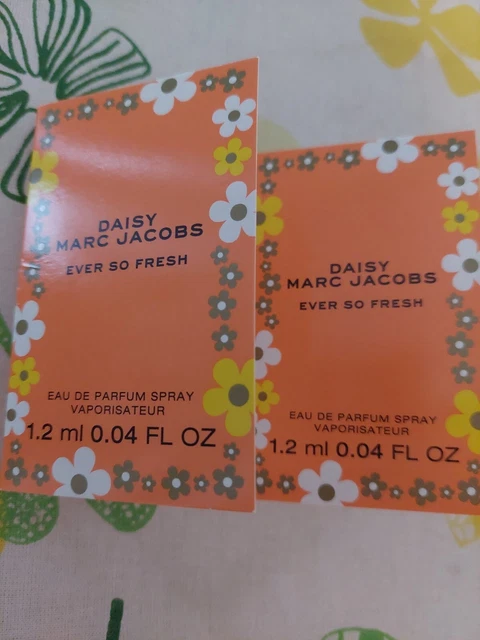 DAISY
MARC JACOBS
EVER SO FRESH
EAU DE PARFUM SPRAY
VAPORISATEUR
1.2 ml 0.04 FL OZ
DAISY
MARC JACOBS
EVER SO FRESH
EAU DE PARFUM SPRAY
VAPORISATEUR
1.2 ml 0.04 FL OZ